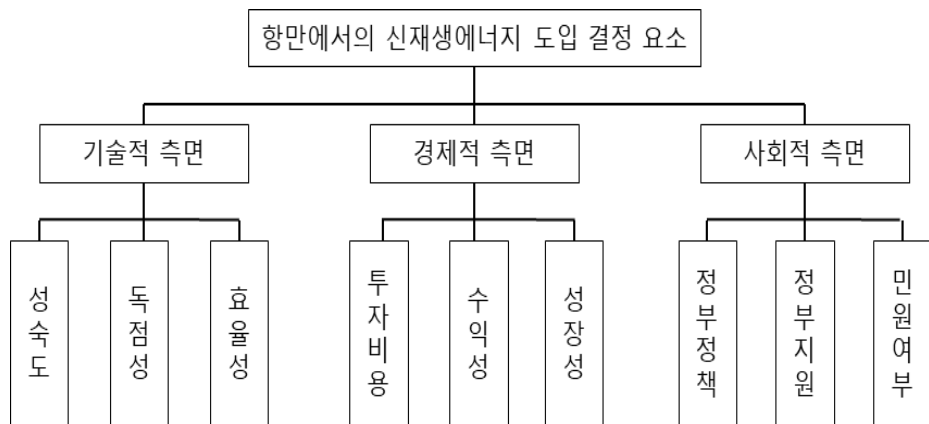 항만에서의 신재생에너지 도입 결정 요소
기술적 측면
경제적 측면
사회적 측면
성숙도
독점성
효율성
투자비용
수익성
성장성
정부정책
정부지원
민원여부